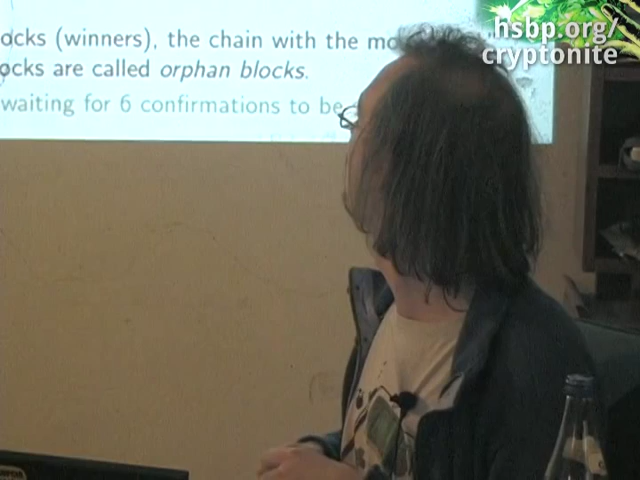 .hsbp.org/
cryptonite
ocks (winners), the chain with the mo
ocks are called orphan blocks.
waiting for 6 confirmations to be